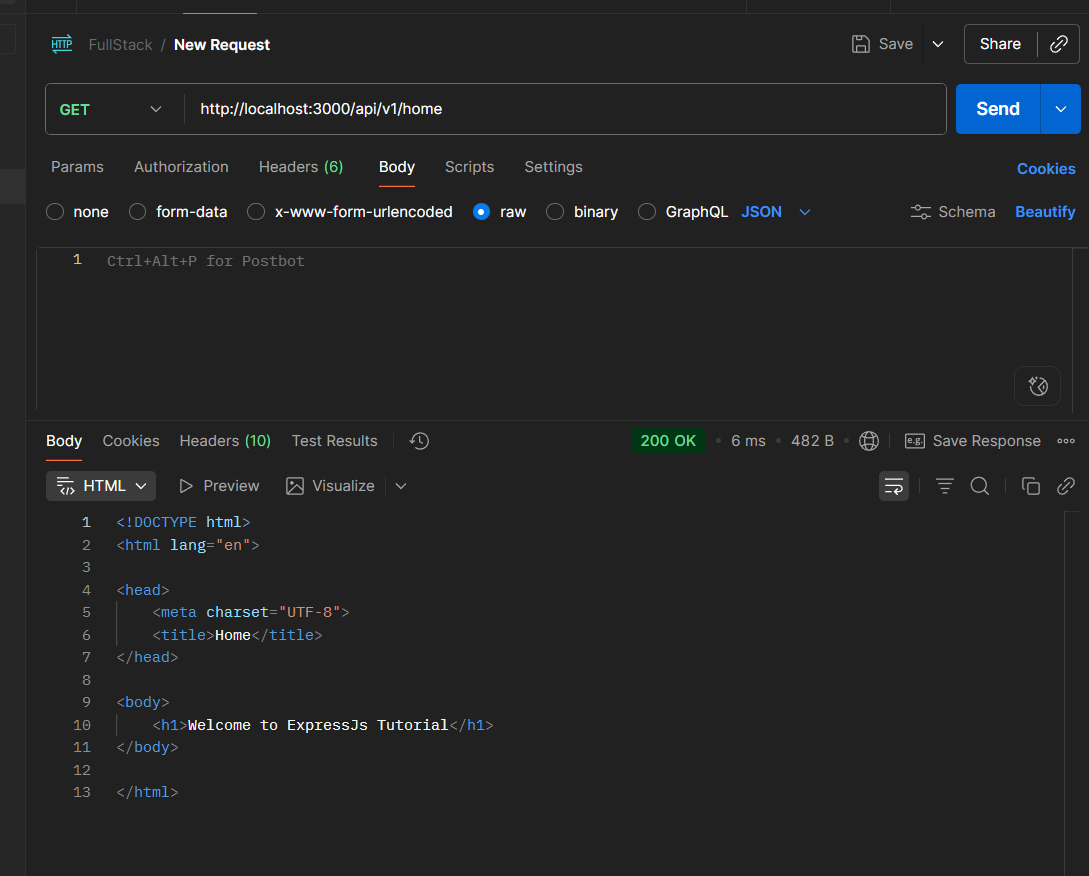 HTTP FullStack / New Request Save Share
GET http://localhost:3000/api/v1/home Send
Params Authorization Headers (6) Body Scripts Settings Cookies
none form-data x-www-form-urlencoded raw binary GraphQL JSON Schema Beautify
1 Ctrl+Alt+P for Postbot
Body Cookies Headers (10) Test Results 200 OK • 6 ms • 482 B • e.g. Save Response
HTML Preview Visualize
1 <!DOCTYPE html>
2 <html lang="en">
3
4 <head>
5 <meta charset="UTF-8">
6 <title>Home</title>
7 </head>
8
9 <body>
10 <h1>Welcome to ExpressJs Tutorial</h1>
11 </body>
12
13 </html>